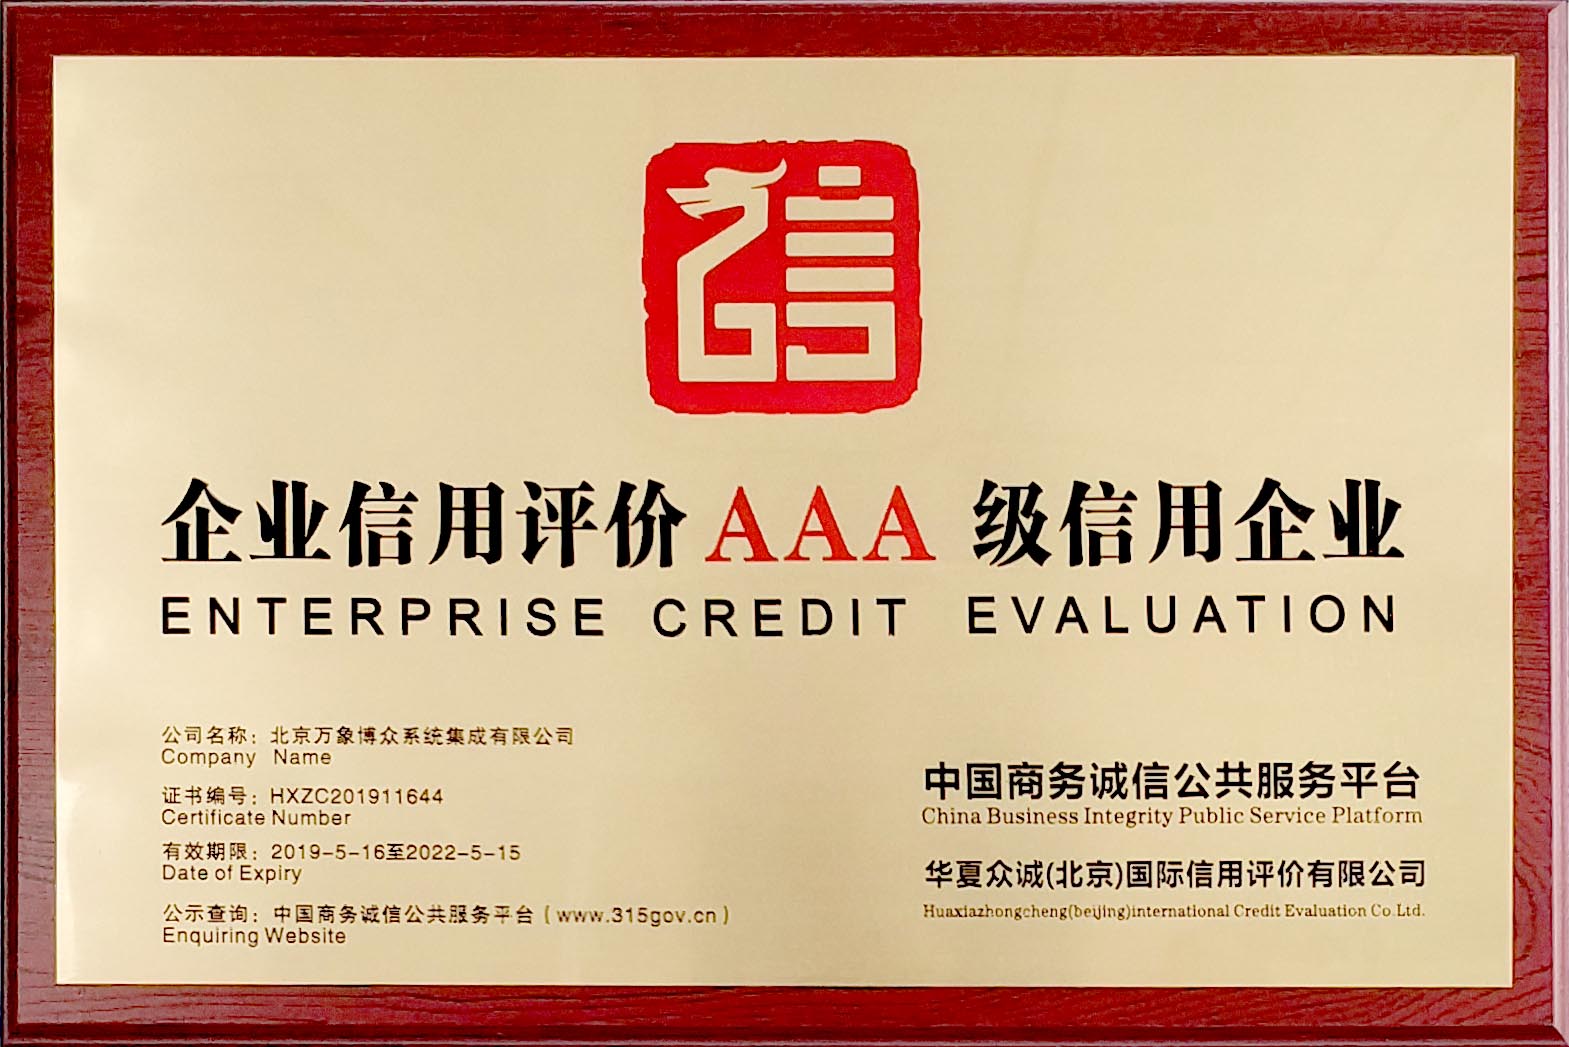 信
企业信用评价AAA级信用企业
ENTERPRISE CREDIT EVALUATION
公司名称：北京万象博众系统集成有限公司
Company Name
证书编号：HXZC201911644
Certificate Number
有效期限：2019-5-16至2022-5-15
Date of Expiry
公示查询：中国商务诚信公共服务平台（www.315gov.cn）
Enquiring Website
中国商务诚信公共服务平台
China Business Integrity Public Service Platform
华夏众诚(北京)国际信用评价有限公司
Huaxiazhongcheng(beijing)international Credit Evaluation Co.Ltd.